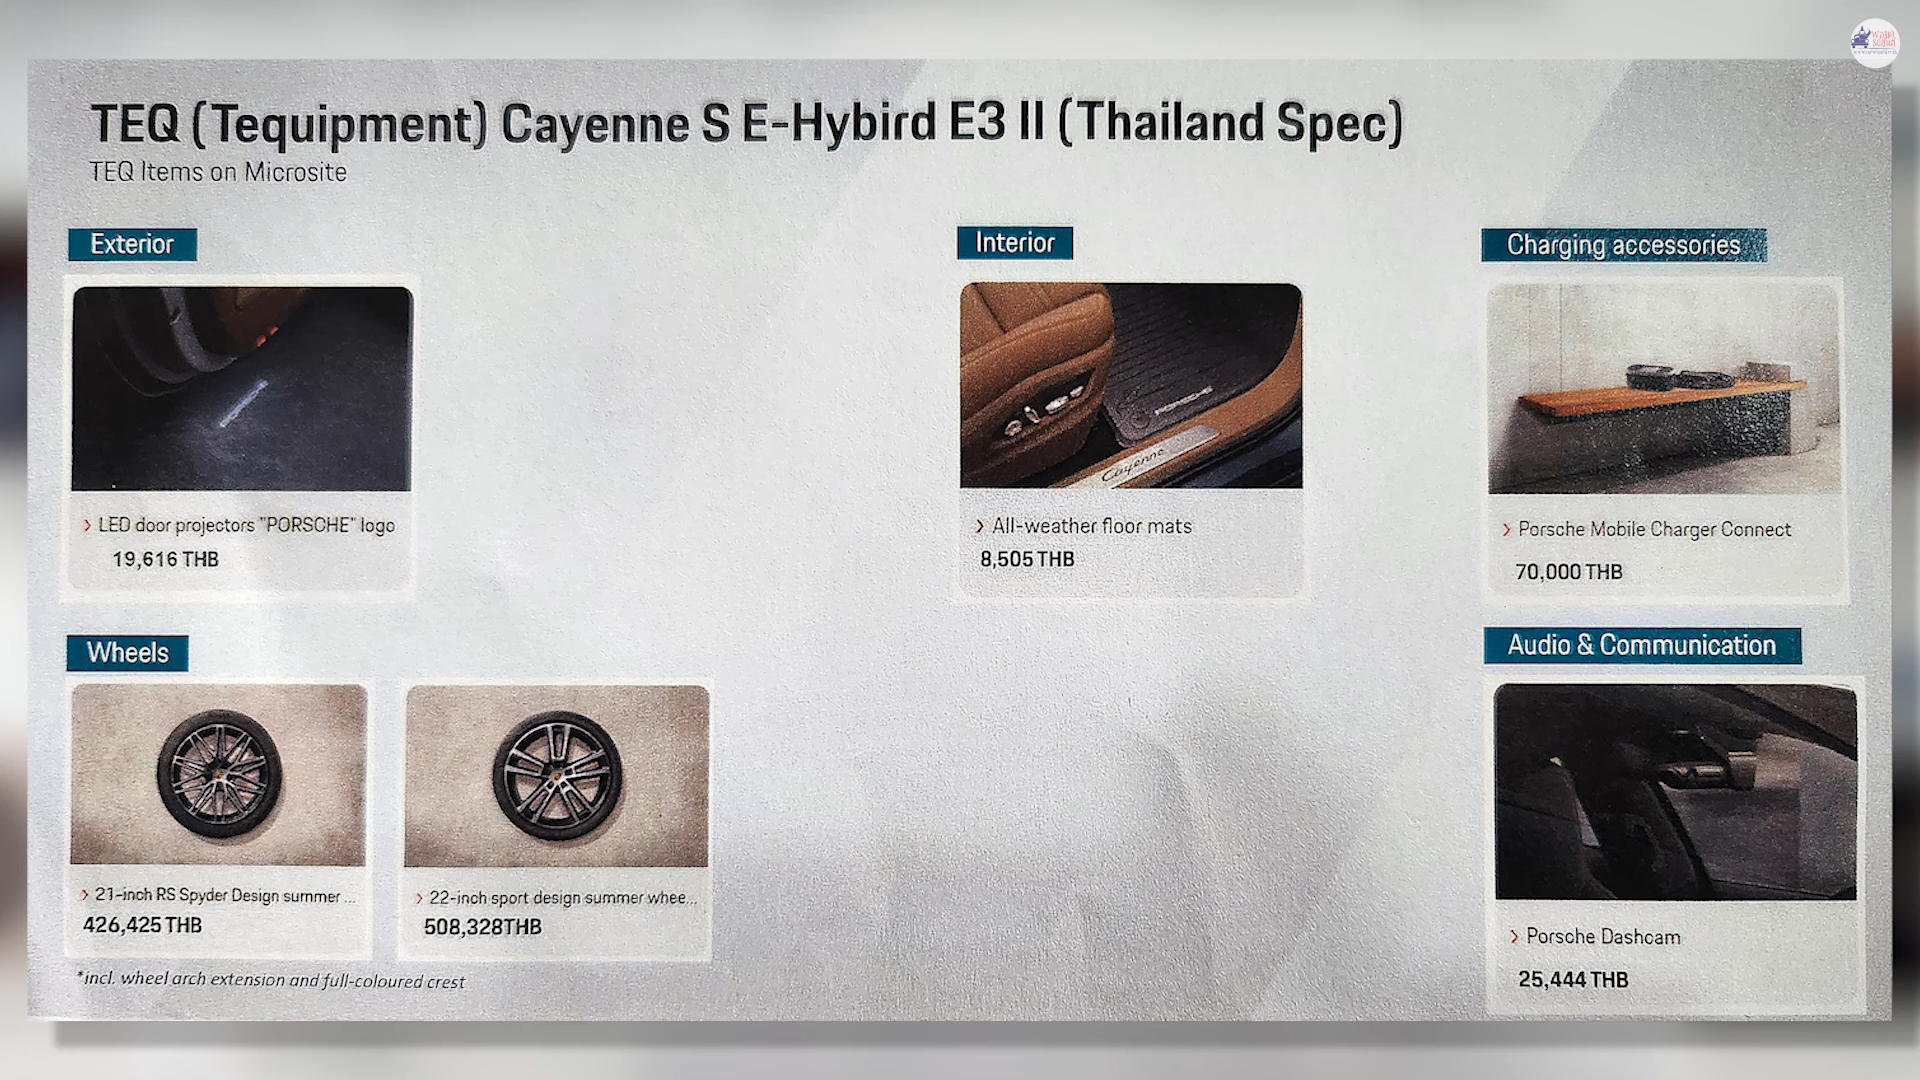 TEQ (Tequipment) Cayenne S E-Hybird E3 II (Thailand Spec)
TEQ Items on Microsite
Exterior
LED door projectors "PORSCHE" logo
19,616 THB
Interior
PORSCHE
Cayenne
All-weather floor mats
8,505 THB
Charging accessories
Porsche Mobile Charger Connect
70,000 THB
Wheels
21-inch RS Spyder Design summer ...
426,425 THB
22-inch sport design summer whee...
508,328THB
*incl. wheel arch extension and full-coloured crest
Audio & Communication
Porsche Dashcam
25,444 THB